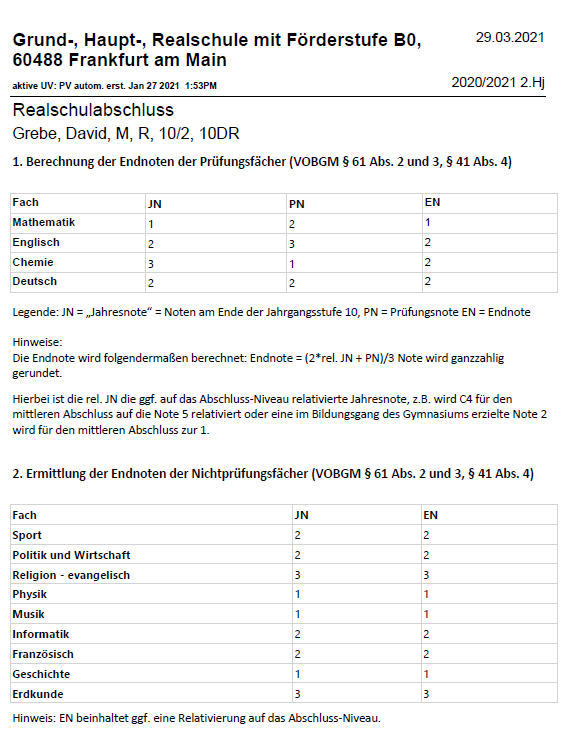 Grund-, Haupt-, Realschule mit Förderstufe B0,
60488 Frankfurt am Main
29.03.2021
aktive UV: PV autom. erst. Jan 27 2021 1:53PM
2020/2021 2.Hj
Realschulabschluss
Grebe, David, M, R, 10/2, 10DR
1. Berechnung der Endnoten der Prüfungsfächer (VOBGM § 61 Abs. 2 und 3, § 41 Abs. 4)
Fach JN PN EN
Mathematik 1 2 1
Englisch 2 3 2
Chemie 3 1 2
Deutsch 2 2 2
Legende: JN = „Jahresnote“ = Noten am Ende der Jahrgangsstufe 10, PN = Prüfungsnote EN = Endnote
Hinweise:
Die Endnote wird folgendermaßen berechnet: Endnote = (2*rel. JN + PN)/3 Note wird ganzzahlig
gerundet.
Hierbei ist die rel. JN die ggf. auf das Abschluss-Niveau relativierte Jahresnote, z.B. wird C4 für den
mittleren Abschluss auf die Note 5 relativiert oder eine im Bildungsgang des Gymnasiums erzielte Note 2
wird für den mittleren Abschluss zur 1.
2. Ermittlung der Endnoten der Nichtprüfungsfächer (VOBGM § 61 Abs. 2 und 3, § 41 Abs. 4)
Fach JN EN
Sport 2 2
Politik und Wirtschaft 2 2
Religion - evangelisch 3 3
Physik 1 1
Musik 1 1
Informatik 2 2
Französisch 2 2
Geschichte 1 1
Erdkunde 3 3
Hinweis: EN beinhaltet ggf. eine Relativierung auf das Abschluss-Niveau.